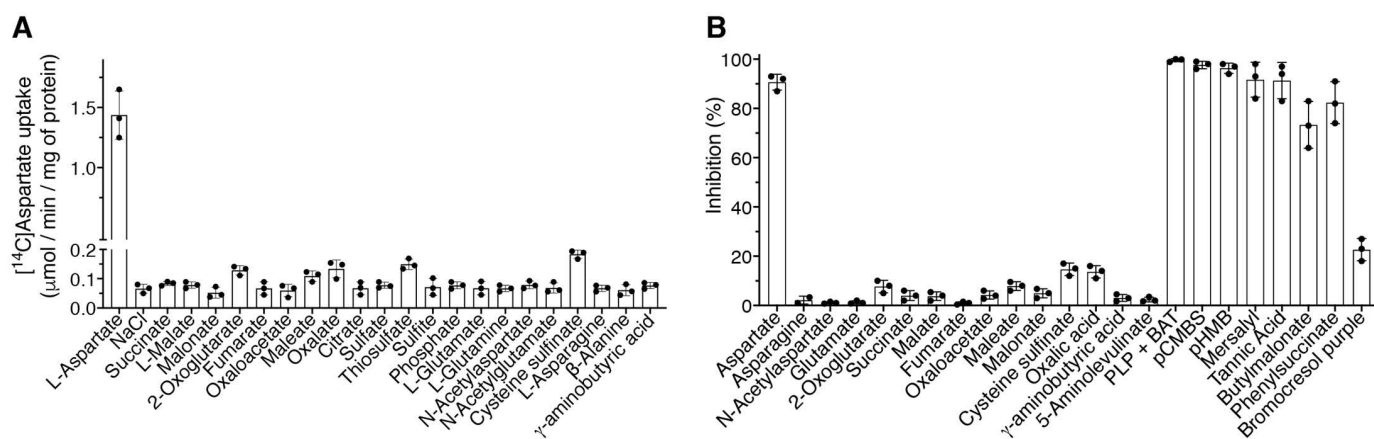 A
[¹⁴C]Aspartate uptake
(μmol / min / mg of protein)
1.5
1.0
0.2
0.1
0.0
L-Aspartate
NaCl
Succinate
L-Malate
Malonate
2-Oxoglutarate
Fumarate
Oxaloacetate
Maleate
Oxalate
Citrate
Sulfate
Thiosulfate
Sulfite
Phosphate
L-Glutamate
L-Glutamine
N-Acetylaspartate
N-Acetylglutamate
Cysteine sulfinate
L-Asparagine
β-Alanine
γ-aminobutyric acid
B
Inhibition (%)
100
80
60
40
20
0
Aspartate
Asparagine
N-Acetylaspartate
Glutamate
2-Oxoglutarate
Succinate
Malate
Fumarate
Oxaloacetate
Maleate
Malonate
Cysteine sulfinate
Oxalic acid
γ-aminobutyric acid
5-Aminolevulinate
PLP + BAT
pCMBS
pHMB
Mersalyl
Tannic Acid
Butylmalonate
Phenylsuccinate
Bromocresol purple